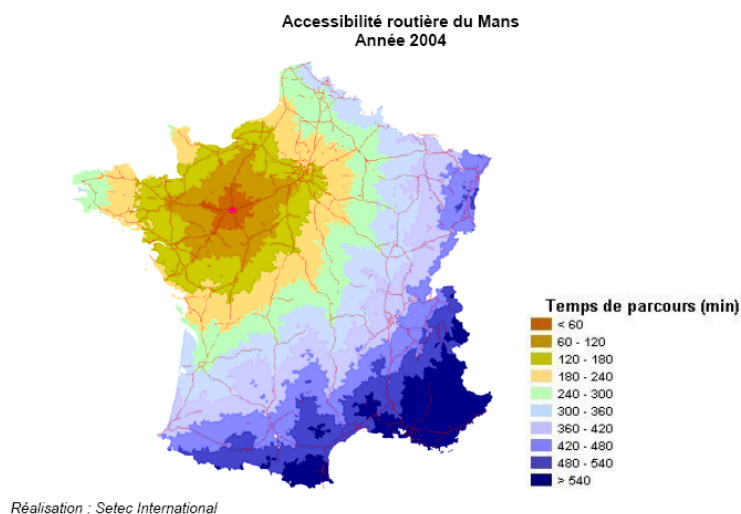 Accessibilité routière du Mans
Année 2004
Temps de parcours (min)
< 60
60 - 120
120 - 180
180 - 240
240 - 300
300 - 360
360 - 420
420 - 480
480 - 540
> 540
Réalisation : Setec International